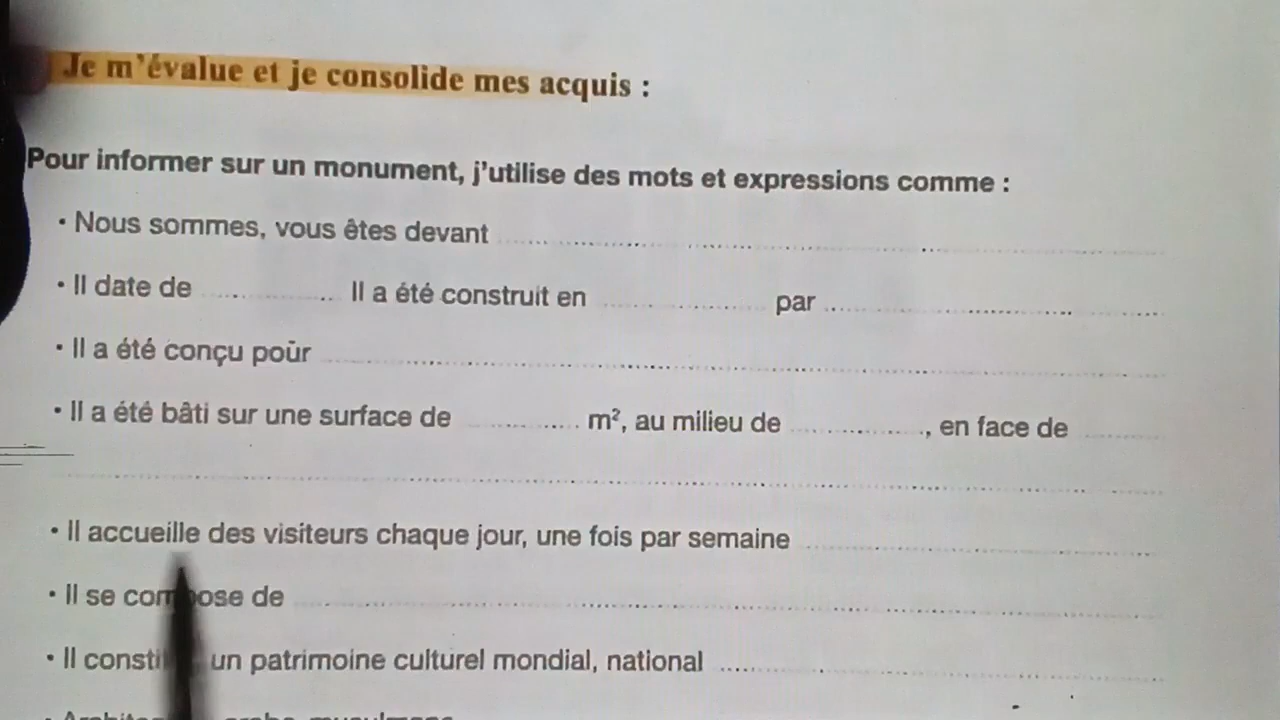 Je m'évalue et je consolide mes acquis :
Pour informer sur un monument, j'utilise des mots et expressions comme :
• Nous sommes, vous êtes devant ....................
• Il date de .................... Il a été construit en .................... par ....................
• Il a été conçu pour ....................
• Il a été bâti sur une surface de .................... m², au milieu de ...................., en face de ....................
....................
• Il accueille des visiteurs chaque jour, une fois par semaine ....................
• Il se compose de ....................
• Il un patrimoine culturel mondial, national ....................